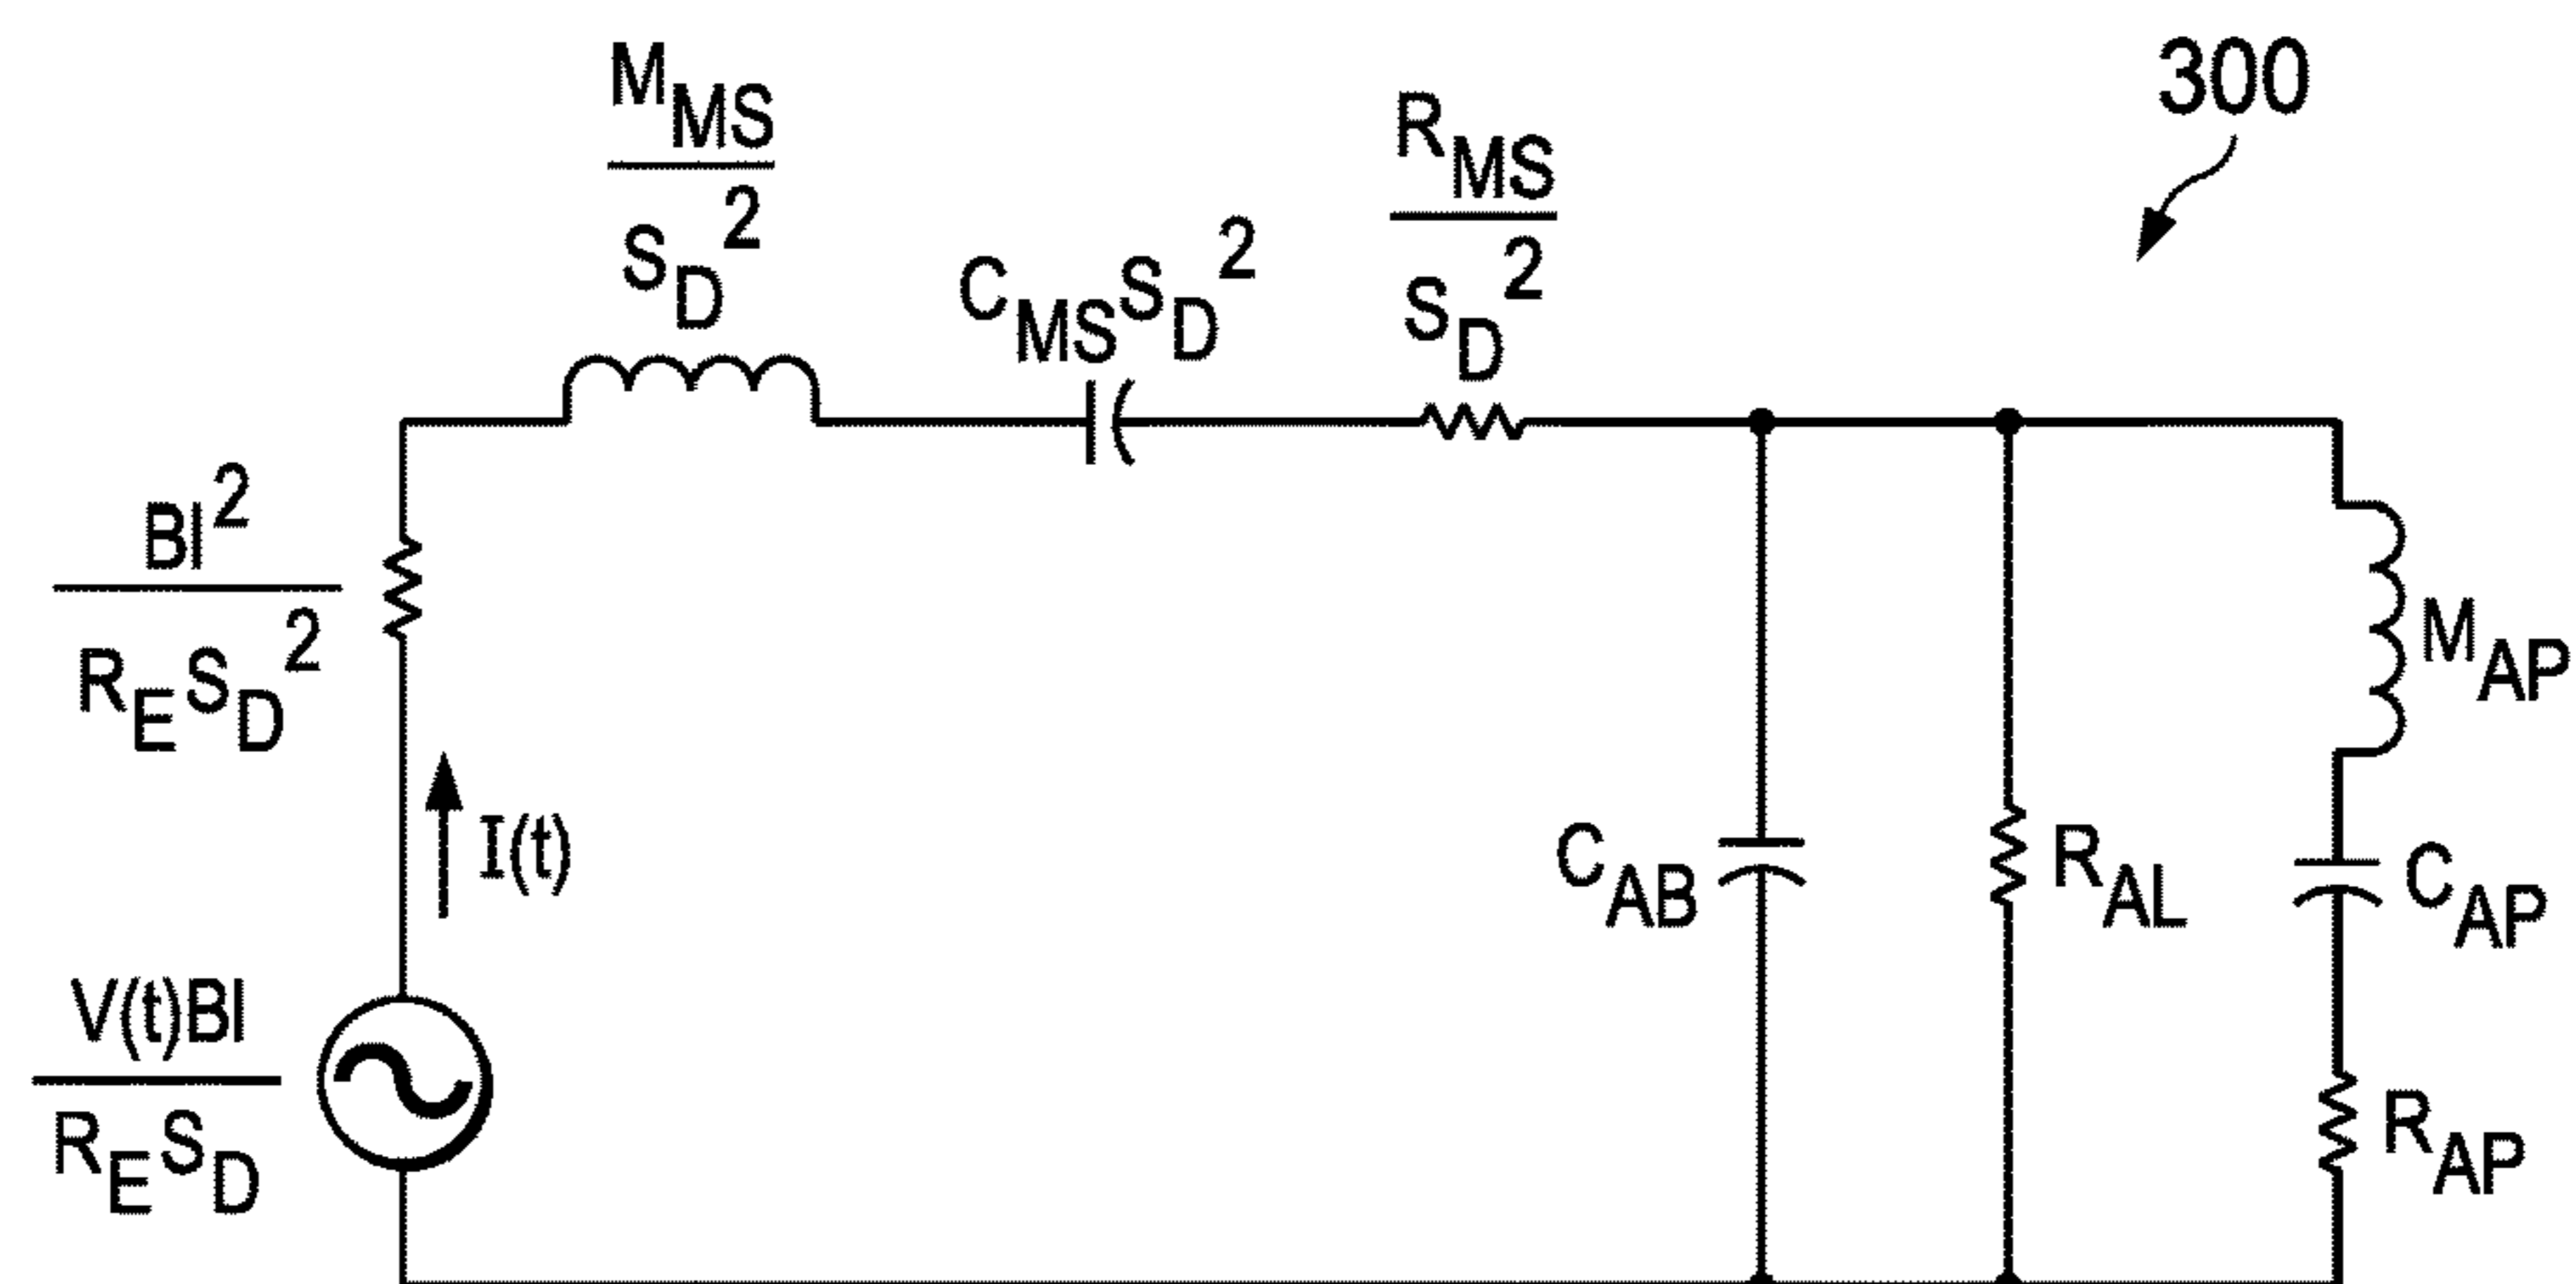 300
M_MS
S_D^2
C_MS S_D^2
R_MS
S_D^2
Bl^2
R_E S_D^2
I(t)
V(t)Bl
R_E S_D
C_AB
R_AL
M_AP
C_AP
R_AP